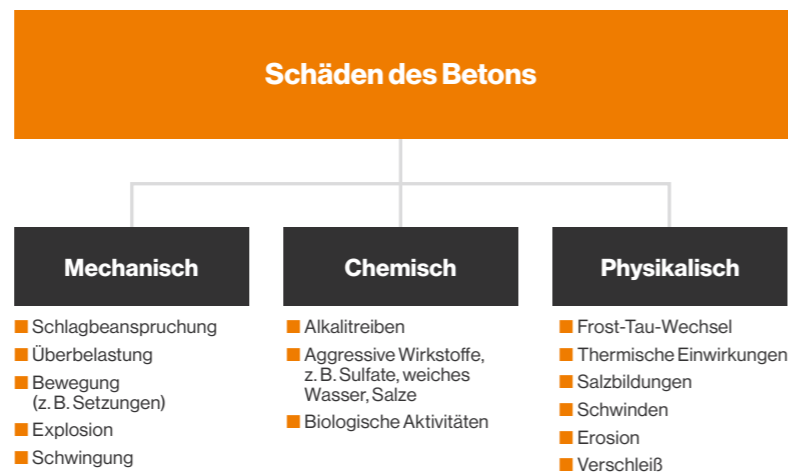 Schäden des Betons
Mechanisch
Schlagbeanspruchung
Überbelastung
Bewegung
(z. B. Setzungen)
Explosion
Schwingung
Chemisch
Alkalitreiben
Aggressive Wirkstoffe,
z. B. Sulfate, weiches
Wasser, Salze
Biologische Aktivitäten
Physikalisch
Frost-Tau-Wechsel
Thermische Einwirkungen
Salzbildungen
Schwinden
Erosion
Verschleiß